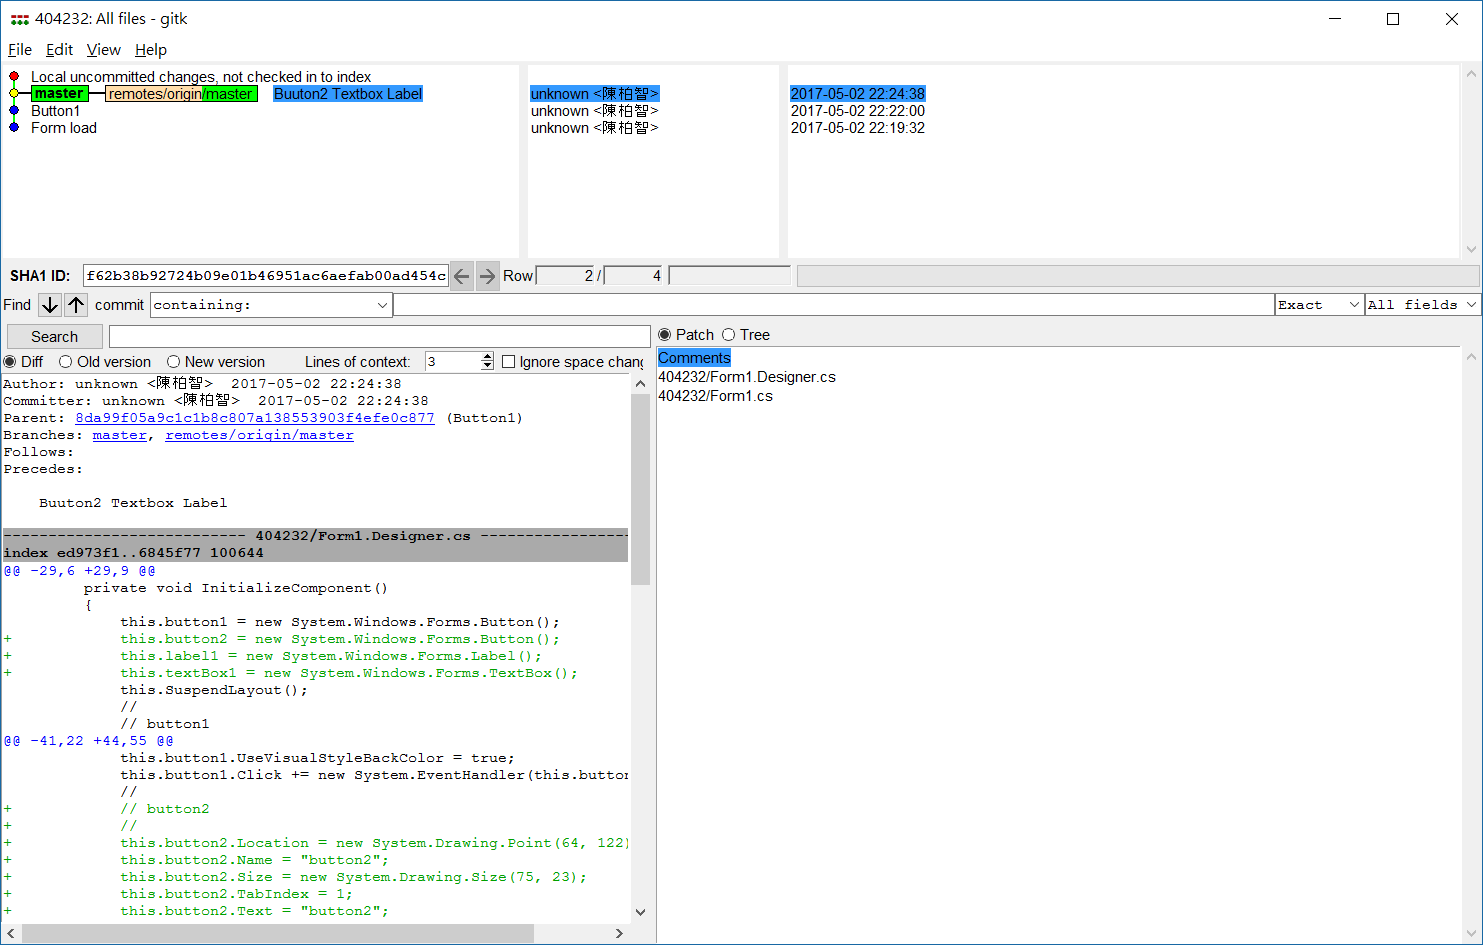 404232: All files - gitk
File Edit View Help
Local uncommitted changes, not checked in to index
master remotes/origin/master Buuton2 Textbox Label unknown <陳柏智> 2017-05-02 22:24:38
Button1 unknown <陳柏智> 2017-05-02 22:22:00
Form load unknown <陳柏智> 2017-05-02 22:19:32
SHA1 ID: f62b38b92724b09e01b46951ac6aefab00ad454c Row 2 / 4
Find commit containing: Exact All fields
Search
Patch Tree
Diff Old version New version Lines of context: 3 Ignore space chang
Comments
404232/Form1.Designer.cs
404232/Form1.cs
Author: unknown <陳柏智> 2017-05-02 22:24:38
Committer: unknown <陳柏智> 2017-05-02 22:24:38
Parent: 8da99f05a9c1c1b8c807a138553903f4efe0c877 (Button1)
Branches: master, remotes/origin/master
Follows:
Precedes:
Buuton2 Textbox Label
--------------------------- 404232/Form1.Designer.cs -----------------
index ed973f1..6845f77 100644
@@ -29,6 +29,9 @@
private void InitializeComponent()
{
this.button1 = new System.Windows.Forms.Button();
+ this.button2 = new System.Windows.Forms.Button();
+ this.label1 = new System.Windows.Forms.Label();
+ this.textBox1 = new System.Windows.Forms.TextBox();
this.SuspendLayout();
//
// button1
@@ -41,22 +44,55 @@
this.button1.UseVisualStyleBackColor = true;
this.button1.Click += new System.EventHandler(this.button
//
+ // button2
+ //
+ this.button2.Location = new System.Drawing.Point(64, 122)
+ this.button2.Name = "button2";
+ this.button2.Size = new System.Drawing.Size(75, 23);
+ this.button2.TabIndex = 1;
+ this.button2.Text = "button2";